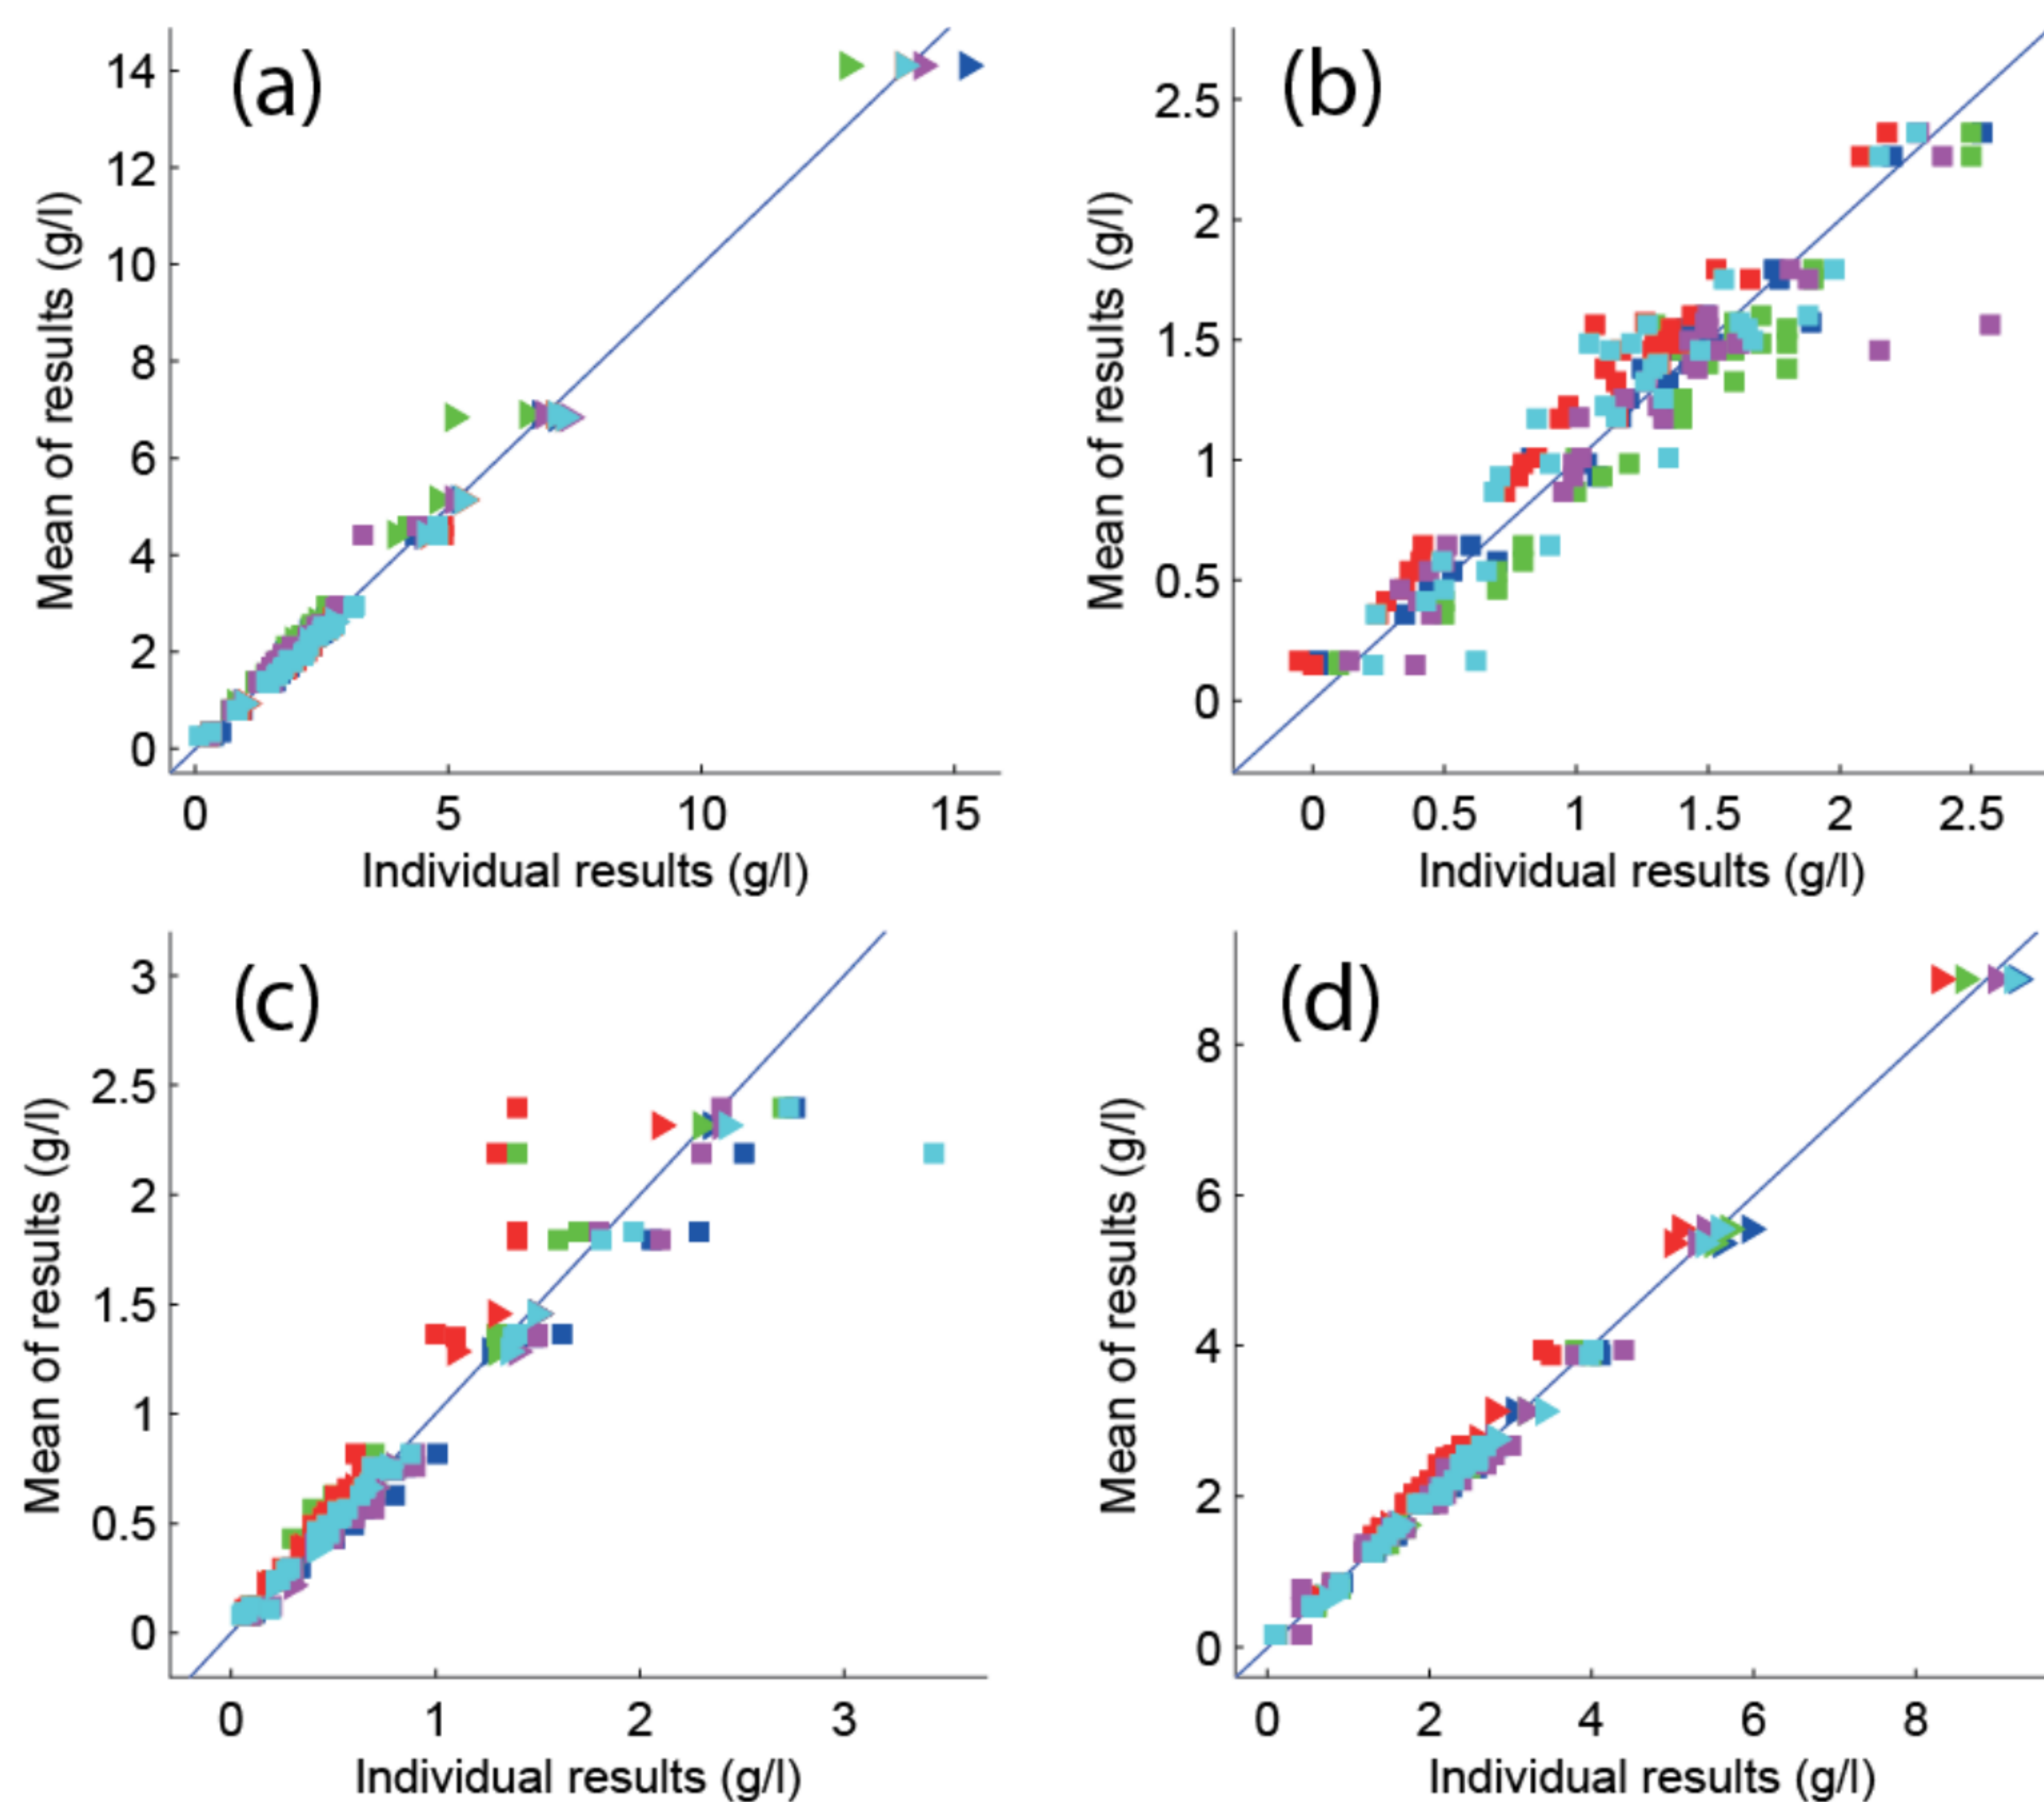 (a)
14
12
10
8
6
4
2
0
Mean of results (g/l)
0 5 10 15
Individual results (g/l)
(b)
2.5
2
1.5
1
0.5
0
Mean of results (g/l)
0 0.5 1 1.5 2 2.5
Individual results (g/l)
(c)
3
2.5
2
1.5
1
0.5
0
Mean of results (g/l)
0 1 2 3
Individual results (g/l)
(d)
8
6
4
2
0
Mean of results (g/l)
0 2 4 6 8
Individual results (g/l)